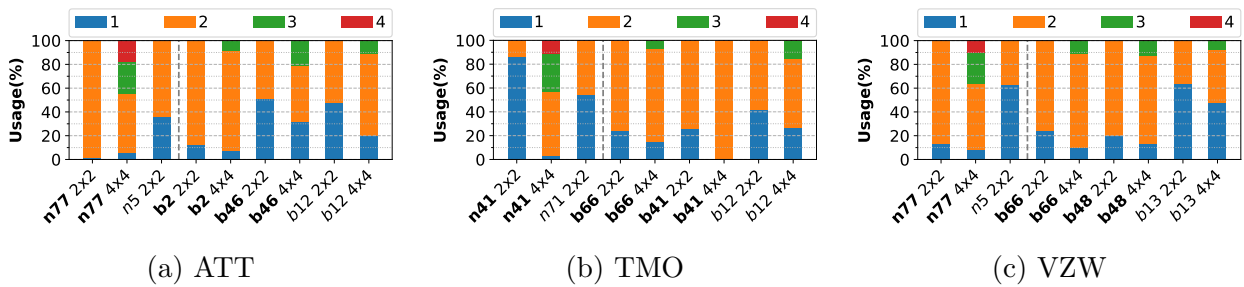 1 2 3 4
Usage(%)
100
80
60
40
20
0
n77 2x2
n77 4x4
n5 2x2
b2 2x2
b2 4x4
b46 2x2
b46 4x4
b12 2x2
b12 4x4
(a) ATT
1 2 3 4
Usage(%)
100
80
60
40
20
0
n41 2x2
n41 4x4
n71 2x2
b66 2x2
b66 4x4
b41 2x2
b41 4x4
b12 2x2
b12 4x4
(b) TMO
1 2 3 4
Usage(%)
100
80
60
40
20
0
n77 2x2
n77 4x4
n5 2x2
b66 2x2
b66 4x4
b48 2x2
b48 4x4
b13 2x2
b13 4x4
(c) VZW